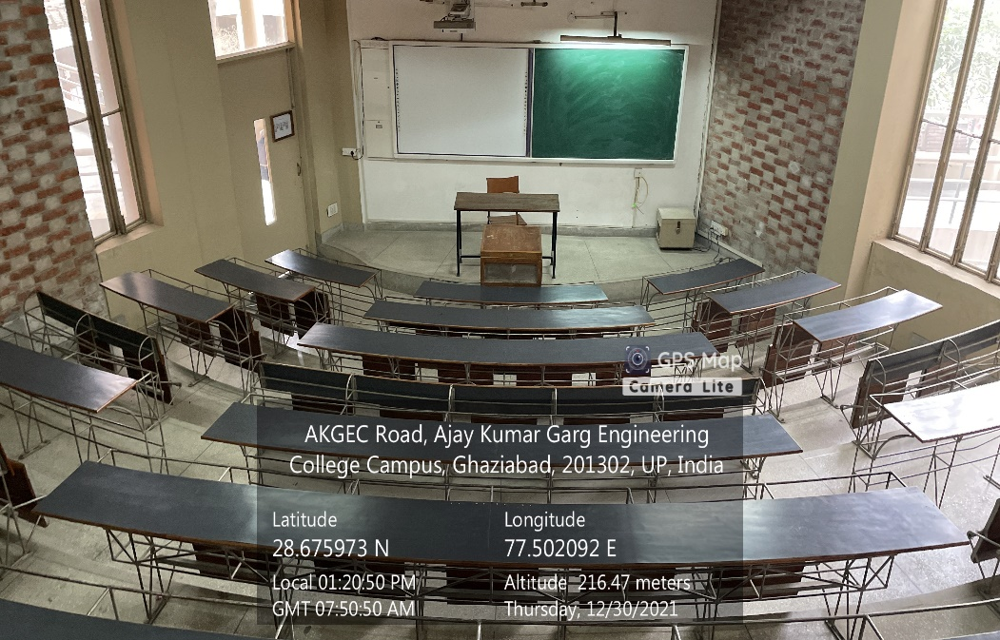 GPS Map
Camera Lite
AKGEC Road, Ajay Kumar Garg Engineering
College Campus, Ghaziabad, 201302, UP, India
Latitude
28.675973 N
Longitude
77.502092 E
Local 01:20:50 PM
GMT 07:50:50 AM
Altitude 216.47 meters
Thursday, 12/30/2021